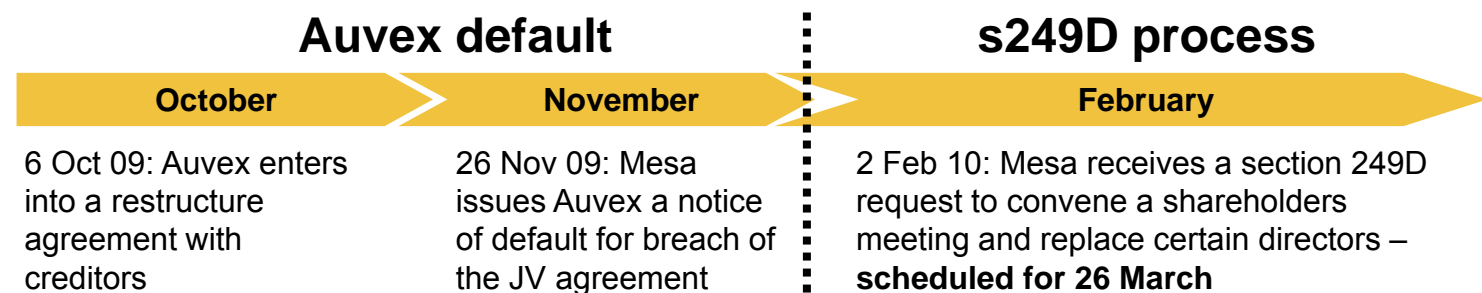 Auvex default
s249D process
October
November
February
6 Oct 09: Auvex enters
into a restructure
agreement with
creditors
26 Nov 09: Mesa
issues Auvex a notice
of default for breach of
the JV agreement
2 Feb 10: Mesa receives a section 249D
request to convene a shareholders
meeting and replace certain directors –
scheduled for 26 March